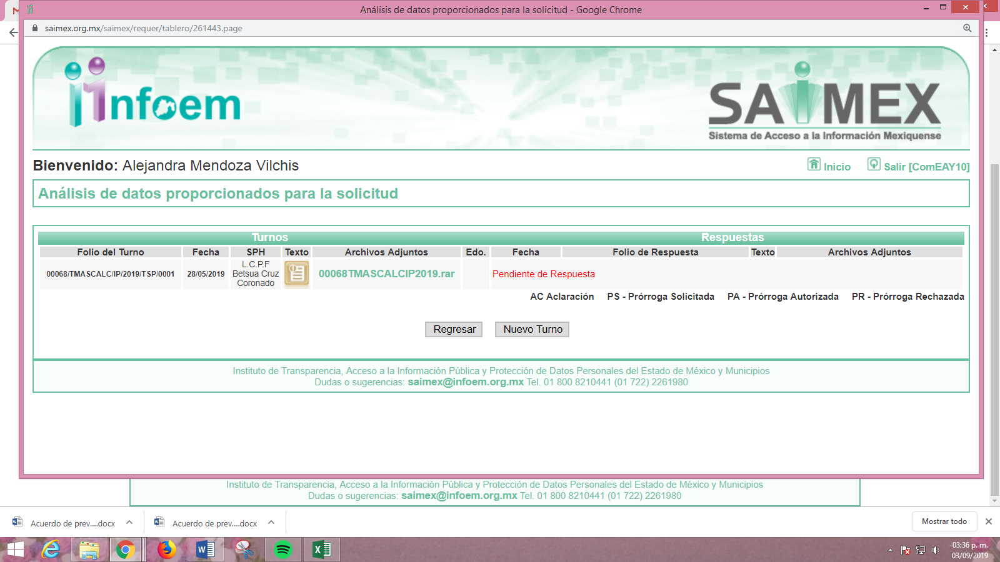 Análisis de datos proporcionados para la solicitud - Google Chrome
saimex.org.mx/saimex/requer/tablero/261443.page
infoem
SAIMEX
Sistema de Acceso a la Información Mexiquense
Bienvenido: Alejandra Mendoza Vilchis
Inicio Salir [ComEAY10]
Análisis de datos proporcionados para la solicitud
Turnos Respuestas
Folio del Turno Fecha SPH Texto Archivos Adjuntos Edo. Fecha Folio de Respuesta Texto Archivos Adjuntos
00068/TMASCALC/IP/2019/TSP/0001 28/05/2019 L.C.P.F Betsua Cruz Coronado 00068TMASCALCIP2019.rar Pendiente de Respuesta
AC Aclaración PS - Prórroga Solicitada PA - Prórroga Autorizada PR - Prórroga Rechazada
Regresar Nuevo Turno
Instituto de Transparencia, Acceso a la Información Pública y Protección de Datos Personales del Estado de México y Municipios
Dudas o sugerencias: saimex@infoem.org.mx Tel. 01 800 8210441 (01 722) 2261980
Instituto de Transparencia, Acceso a la Información Pública y Protección de Datos Personales del Estado de México y Municipios
Dudas o sugerencias: saimex@infoem.org.mx Tel. 01 800 8210441 (01 722) 2261980
Acuerdo de prev....docx Acuerdo de prev....docx Mostrar todo
03:36 p. m.
03/09/2019